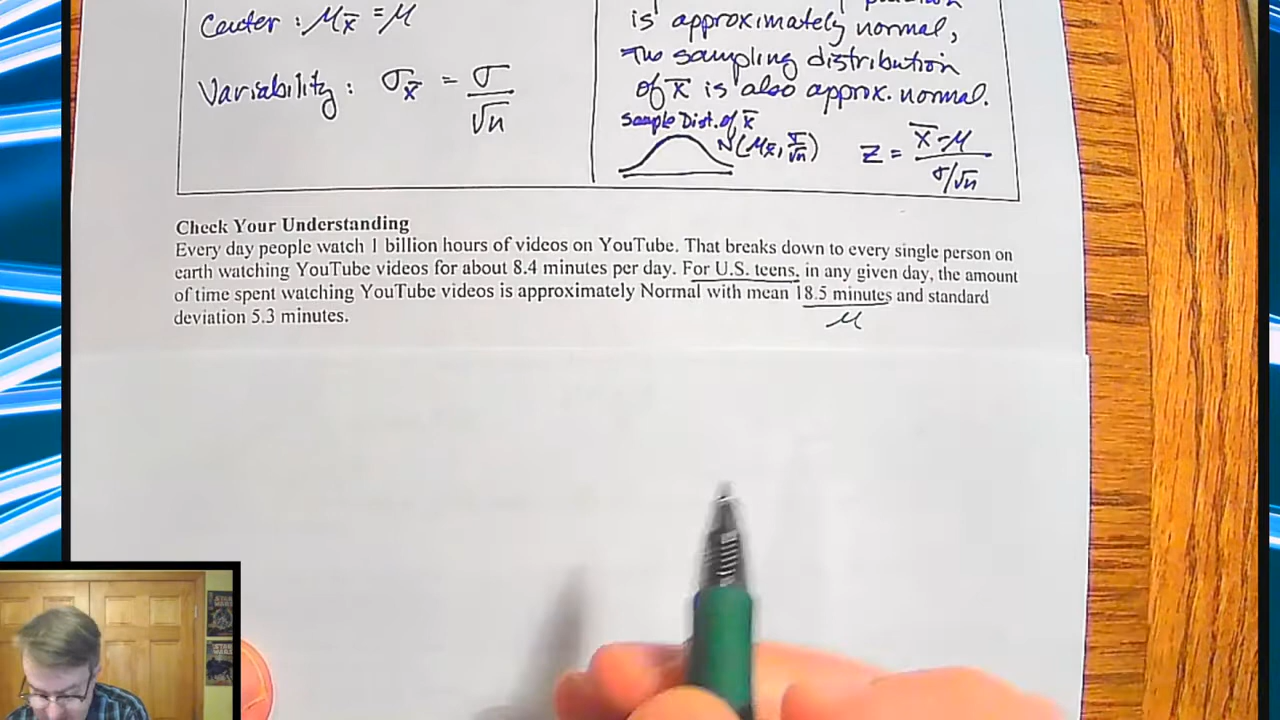 Center : μx̄ = μ
Variability : σx̄ = σ/√n
is approximately normal,
The sampling distribution
of x̄ is also approx. normal.
Sample Dist. of x̄
N(μx̄, σ/√n)
Z = x̄-μ / σ/√n
Check Your Understanding
Every day people watch 1 billion hours of videos on YouTube. That breaks down to every single person on
earth watching YouTube videos for about 8.4 minutes per day. For U.S. teens, in any given day, the amount
of time spent watching YouTube videos is approximately Normal with mean 18.5 minutes and standard
deviation 5.3 minutes.
μ